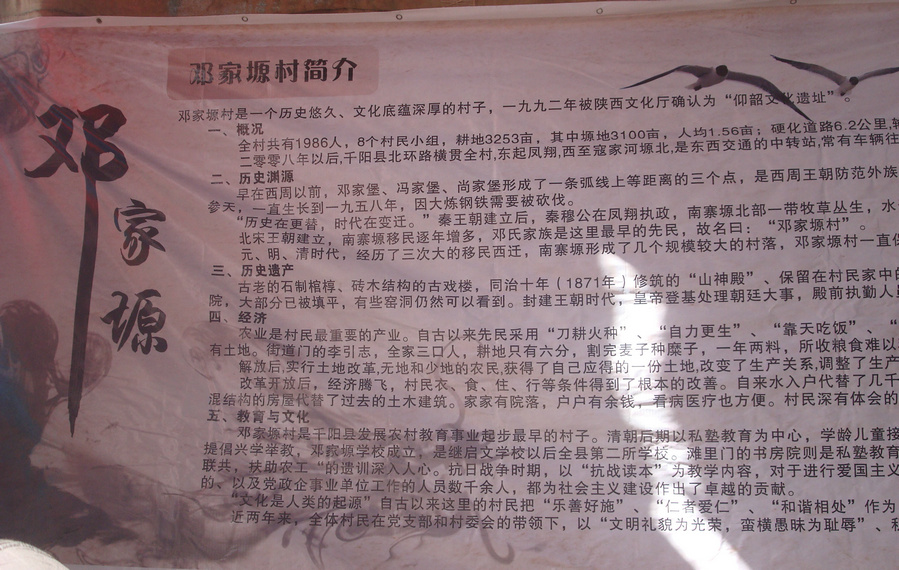 邓家塬村简介
邓家塬
邓家塬村是一个历史悠久、文化底蕴深厚的村子，一九九二年被陕西文化厅确认为“仰韶文化遗址”。
一、概况
全村共有1986人，8个村民小组，耕地3253亩，其中塬地3100亩，人均1.56亩；硬化道路6.2公里,
二零零八年以后,千阳县北环路横贯全村,东起凤翔,西至寇家河塬北,是东西交通的中转站,常有车辆往
二、历史渊源
早在西周以前，邓家堡、冯家堡、尚家堡形成了一条弧线上等距离的三个点，是西周王朝防范外族
参天，一直生长到一九五八年，因大炼钢铁需要被砍伐。
“历史在更替，时代在变迁。”秦王朝建立后，秦穆公在凤翔执政，南寨塬北部一带牧草丛生，水
北宋王朝建立，南寨塬移民逐年增多，邓氏家族是这里最早的先民，故名曰：“邓家塬村”。
元、明、清时代，经历了三次大的移民西迁，南寨塬形成了几个规模较大的村落，邓家塬村一直
三、历史遗产
古老的石制棺椁、砖木结构的古戏楼，同治十年（1871年）修筑的“山神殿”、保留在村民家中的
院，大部分已被填平，有些窑洞仍然可以看到。封建王朝时代，皇帝登基处理朝廷大事，殿前执勤人
四、经济
农业是村民最重要的产业。自古以来先民采用“刀耕火种”、“自力更生”、“靠天吃饭”、“
有土地。街道门的李引志，全家三口人，耕地只有六分，割完麦子种糜子，一年两料，所收粮食难以
解放后,实行土地改革,无地和少地的农民,获得了自己应得的一份土地,改变了生产关系,调整了生产
改革开放后，经济腾飞，村民衣、食、住、行等条件得到了根本的改善。自来水入户代替了几千
混结构的房屋代替了过去的土木建筑。家家有院落，户户有余钱，看病医疗也方便。村民深有体会的
五、教育与文化
邓家塬村是千阳县发展农村教育事业起步最早的村子。清朝后期以私塾教育为中心，学龄儿童接
提倡兴学举教，邓家塬学校成立，是继启文学校以后全县第二所学校。滩里门的书房院则是私塾教
联共，扶助农工”的遗训深入人心。抗日战争时期，以“抗战读本”为教学内容，对于进行爱国主义
的、以及党政企事业单位工作的人员数千余人，都为社会主义建设作出了卓越的贡献。
“文化是人类的起源”自古以来这里的村民把“乐善好施”、“仁者爱仁”、“和谐相处”作为
近两年来，全体村民在党支部和村委会的带领下，以“文明礼貌为光荣，蛮横愚昧为耻辱”、